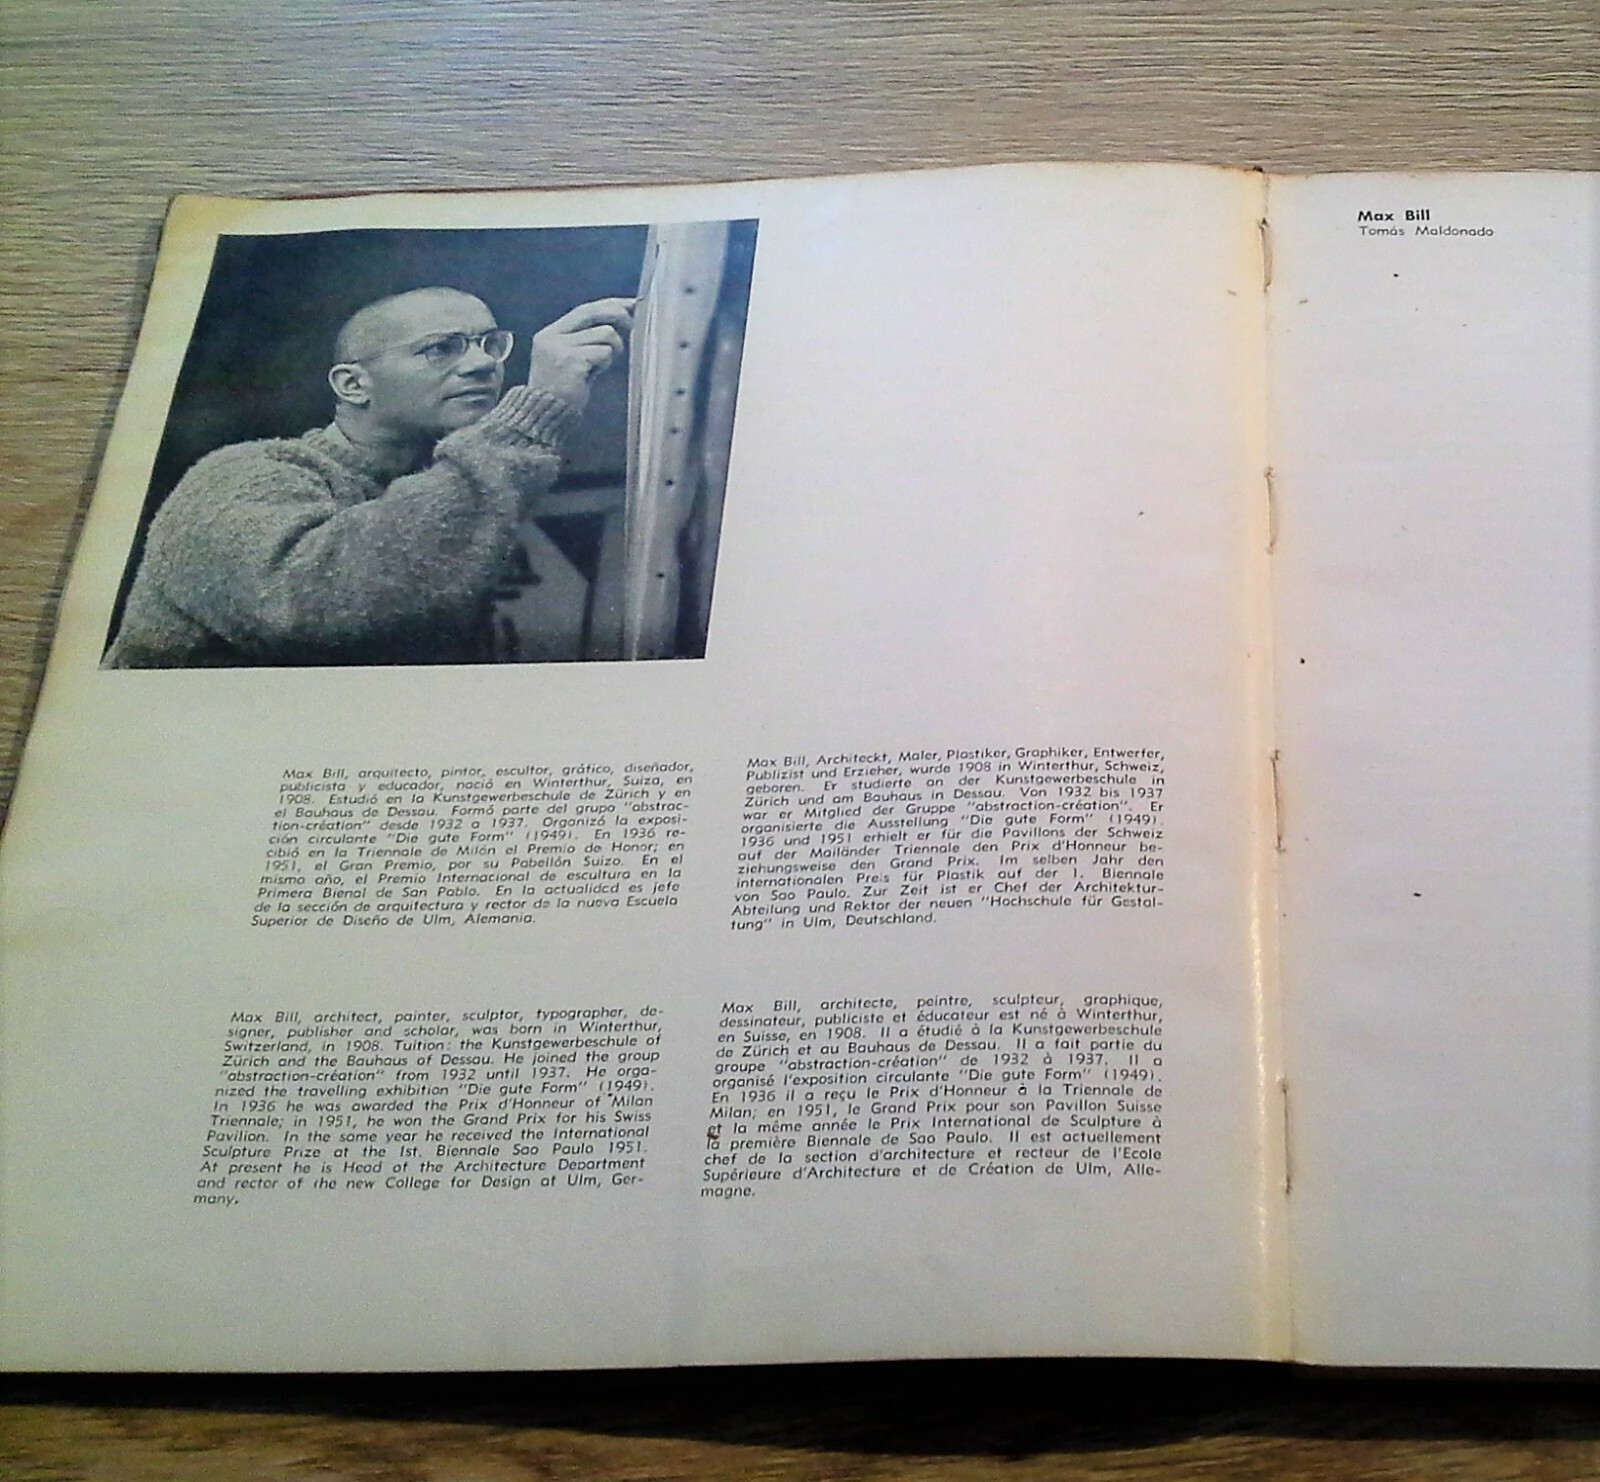 Max Bill, arquitecto, pintor, escultor, gráfico, diseñador,
publicista y educador, nació en Winterthur, Suiza, en
1908. Estudió en la Kunstgewerbeschule de Zürich y en
el Bauhaus de Dessau. Formó parte del grupo "abstrac-
tion-création" desde 1932 a 1937. Organizó la exposi-
ción circulante "Die gute Form" (1949). En 1936 re-
cibió en la Triennale de Milán el Premio de Honor; en
1951, el Gran Premio, por su Pabellón Suizo. En el
mismo año, el Premio Internacional de escultura en la
Primera Bienal de San Pablo. En la actualidad es jefe
de la sección de arquitectura y rector de la nueva Escuela
Superior de Diseño de Ulm, Alemania.
Max Bill, Architeckt, Maler, Plastiker, Graphiker, Entwerfer,
Publizist und Erzieher, wurde 1908 in Winterthur, Schweiz,
geboren. Er studierte an der Kunstgewerbeschule in
Zürich und am Bauhaus in Dessau. Von 1932 bis 1937
war er Mitglied der Gruppe "abstraction-création". Er
organisierte die Ausstellung "Die gute Form" (1949).
1936 und 1951 erhielt er für die Pavillons der Schweiz
auf der Mailänder Triennale den Prix d'Honneur be-
ziehungsweise den Grand Prix. Im selben Jahr den
internationalen Preis für Plastik auf der 1. Biennale
von Sao Paulo. Zur Zeit ist er Chef der Architektur-
Abteilung und Rektor der neuen "Hochschule für Gestal-
tung" in Ulm, Deutschland.
Max Bill, architect, painter, sculptor, typographer, de-
signer, publisher and scholar, was born in Winterthur,
Switzerland, in 1908. Tuition: the Kunstgewerbeschule of
Zürich and the Bauhaus of Dessau. He joined the group
"abstraction-création" from 1932 until 1937. He orga-
nized the travelling exhibition "Die gute Form" (1949).
In 1936 he was awarded the Prix d'Honneur of Milan
Triennale; in 1951, he won the Grand Prix for his Swiss
Pavilion. In the same year he received the International
Sculpture Prize at the Ist. Biennale Sao Paulo 1951.
At present he is Head of the Architecture Department
and rector of the new College for Design at Ulm, Ger-
many.
Max Bill, architecte, peintre, sculpteur, graphique,
dessinateur, publiciste et éducateur est né à Winterthur,
en Suisse, en 1908. Il a étudié à la Kunstgewerbeschule
de Zürich et au Bauhaus de Dessau. Il a fait partie du
groupe "abstraction-création" de 1932 à 1937. Il a
organisé l'exposition circulante "Die gute Form" (1949).
En 1936 il a reçu le Prix d'Honneur à la Triennale de
Milan; en 1951, le Grand Prix pour son Pavillon Suisse
et la même année le Prix International de Sculpture à
la première Biennale de Sao Paulo. Il est actuellement
chef de la section d'architecture et recteur de l'Ecole
Supérieure d'Architecture et de Création de Ulm, Alle-
magne.
Max Bill
Tomás Maldonado